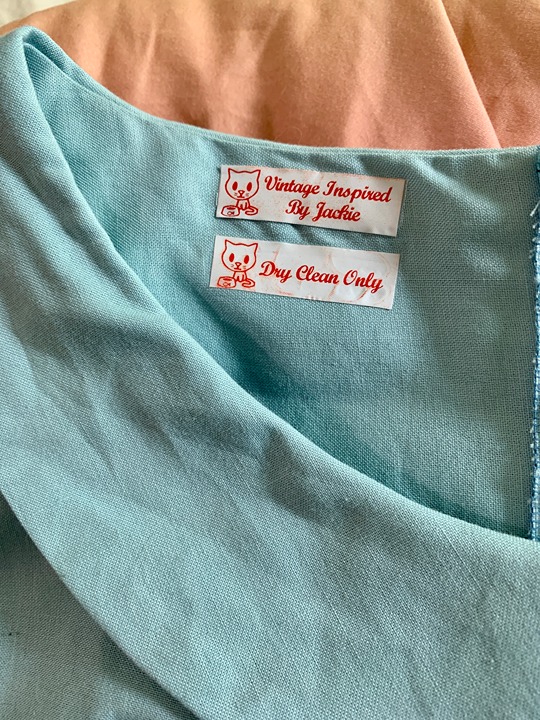 Vintage Inspired
By Jackie
Dry Clean Only